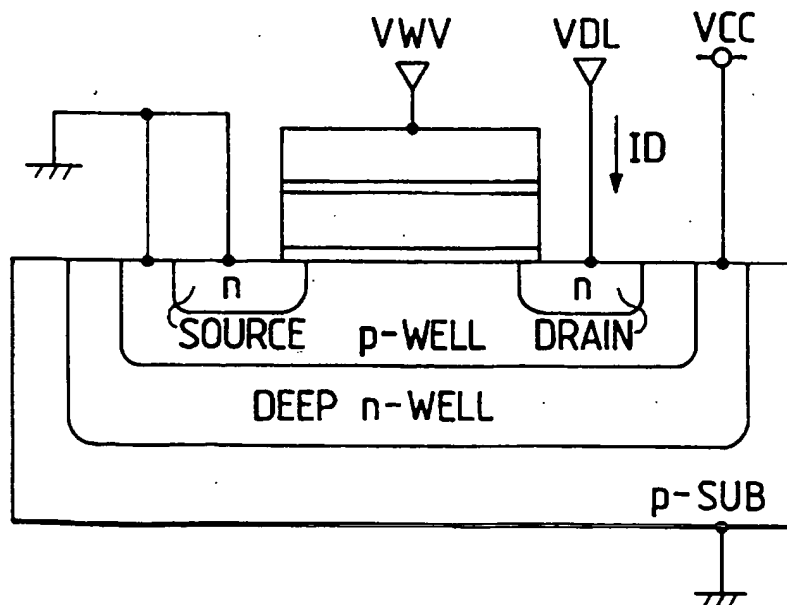 VWV VDL VCC
ID
n n
SOURCE p-WELL DRAIN
DEEP n-WELL
p-SUB